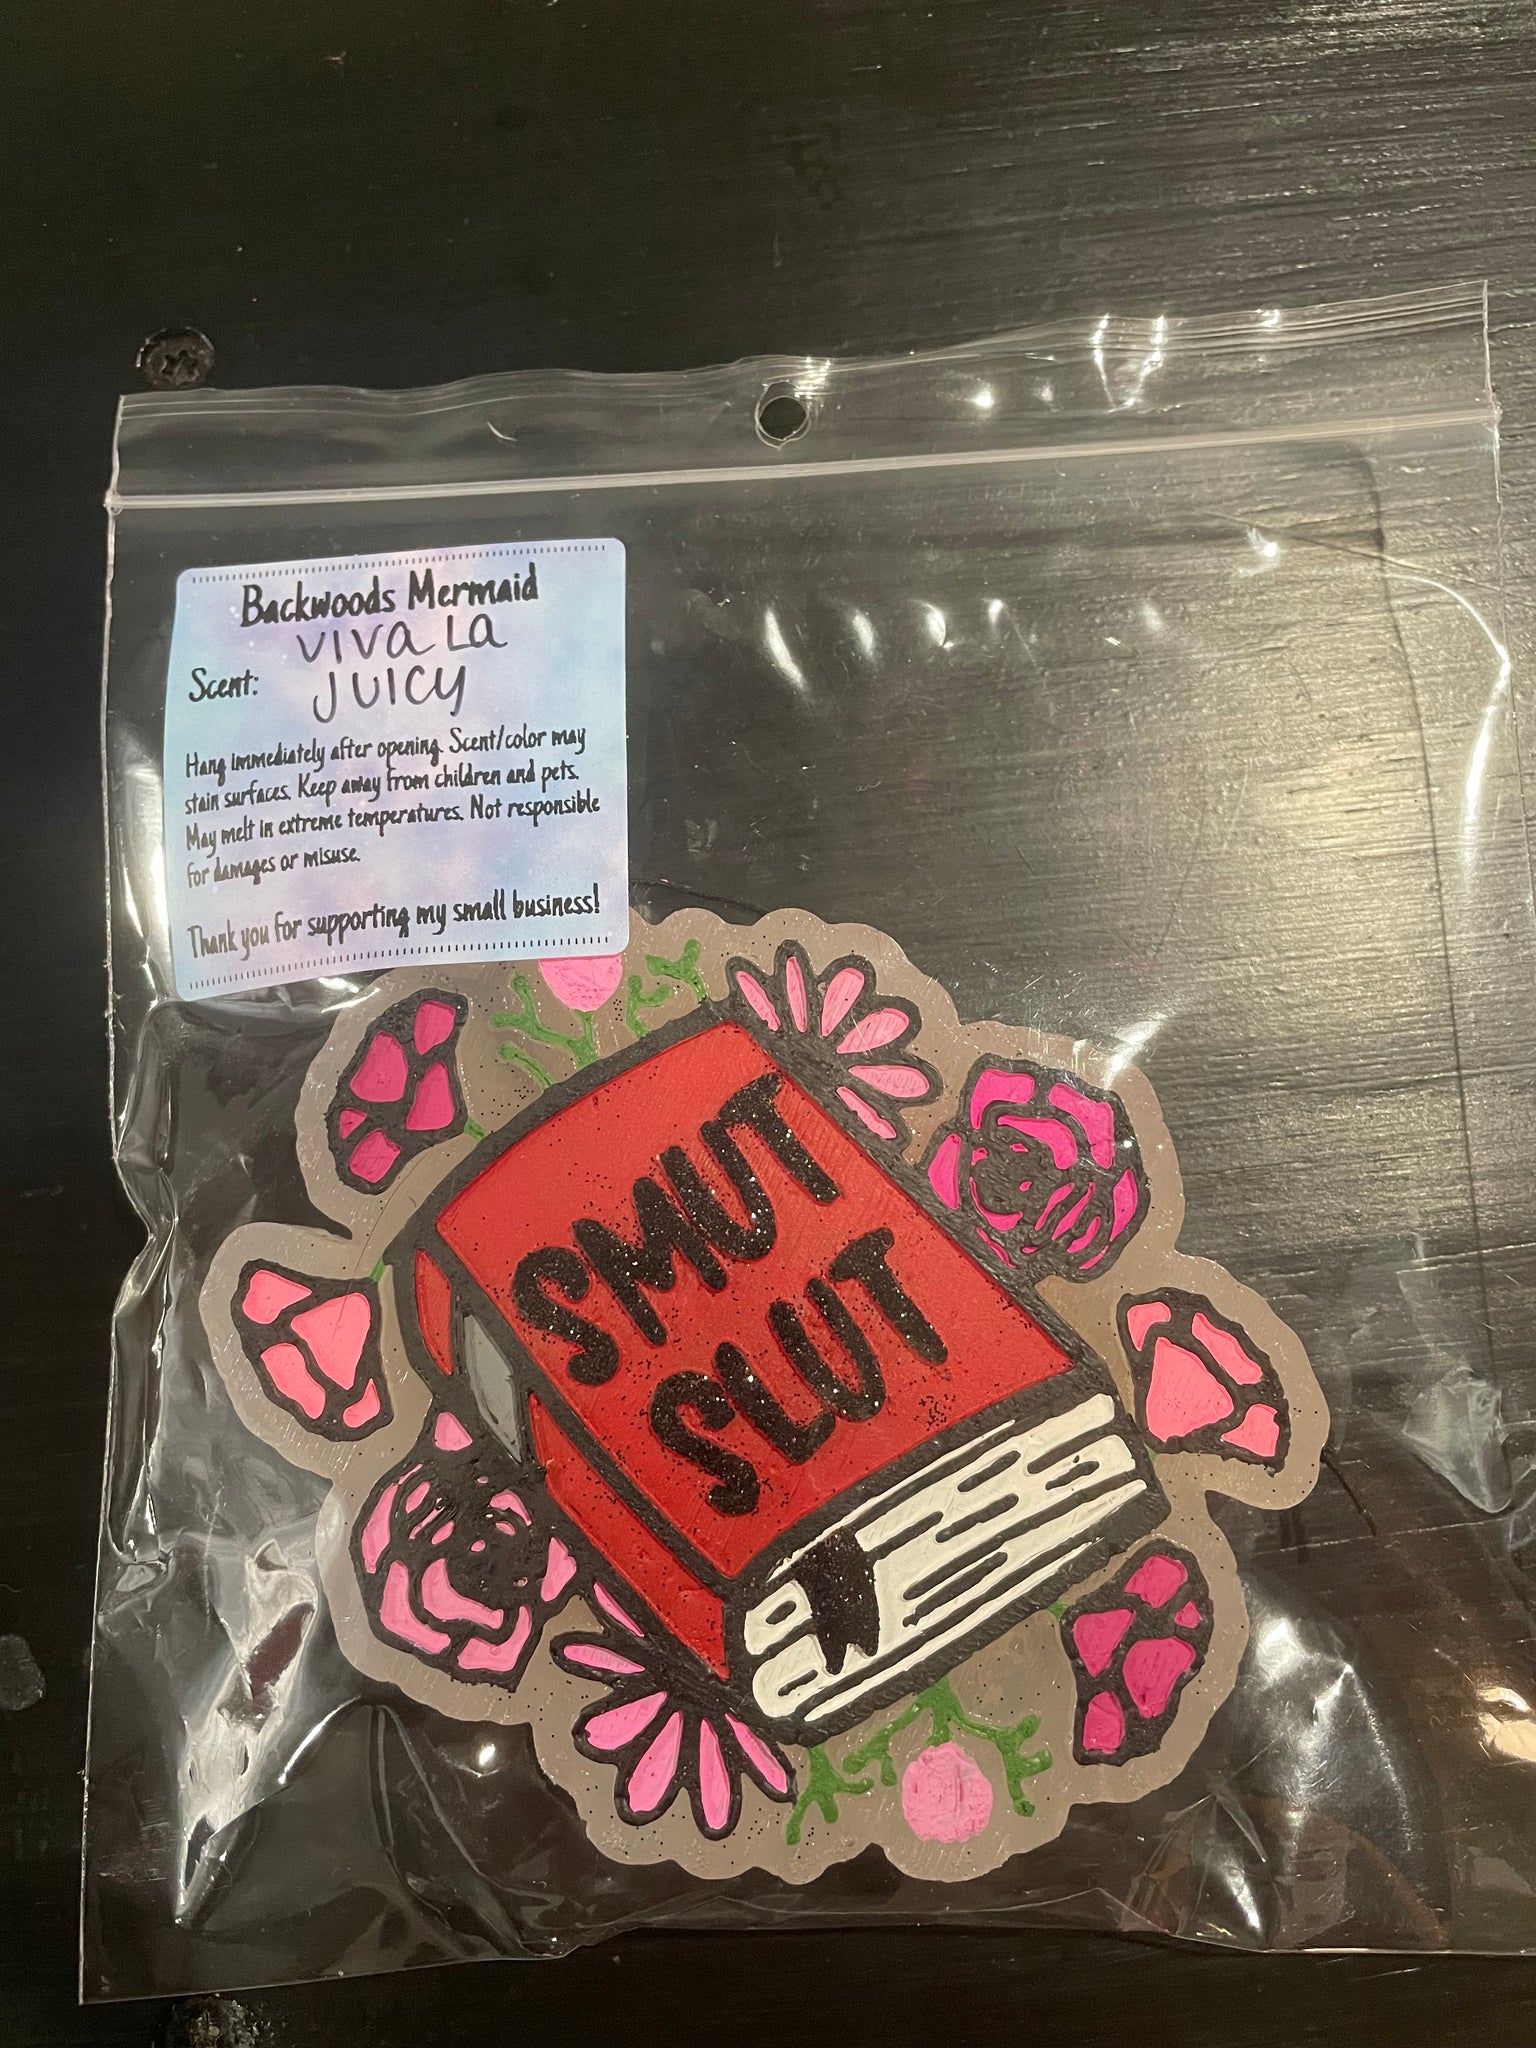 Backwoods Mermaid
VIVA LA
Scent: JUICY
Hang immediately after opening. Scent/color may
stain surfaces. Keep away from children and pets.
May melt in extreme temperatures. Not responsible
for damages or misuse.
Thank you for supporting my small business!
SMUT
SLUT